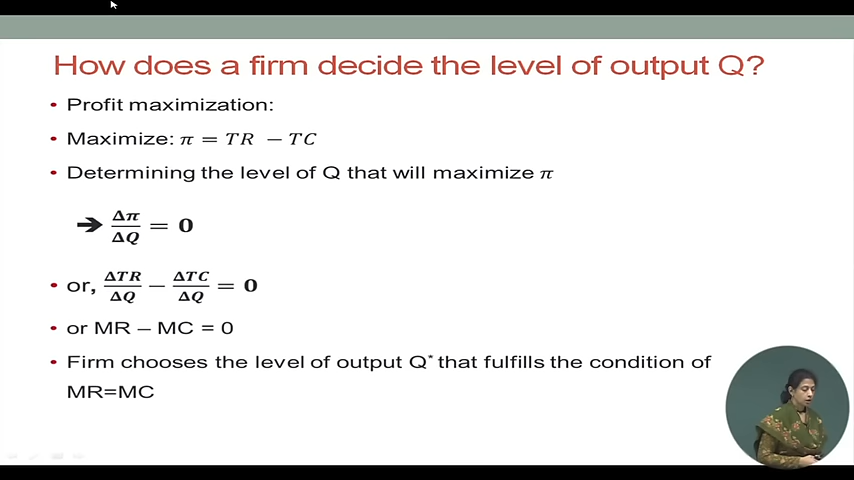 How does a firm decide the level of output Q?
• Profit maximization:
• Maximize: π = TR − TC
• Determining the level of Q that will maximize π
➔ Δπ/ΔQ = 0
• or, ΔTR/ΔQ − ΔTC/ΔQ = 0
• or MR – MC = 0
• Firm chooses the level of output Q* that fulfills the condition of
MR=MC